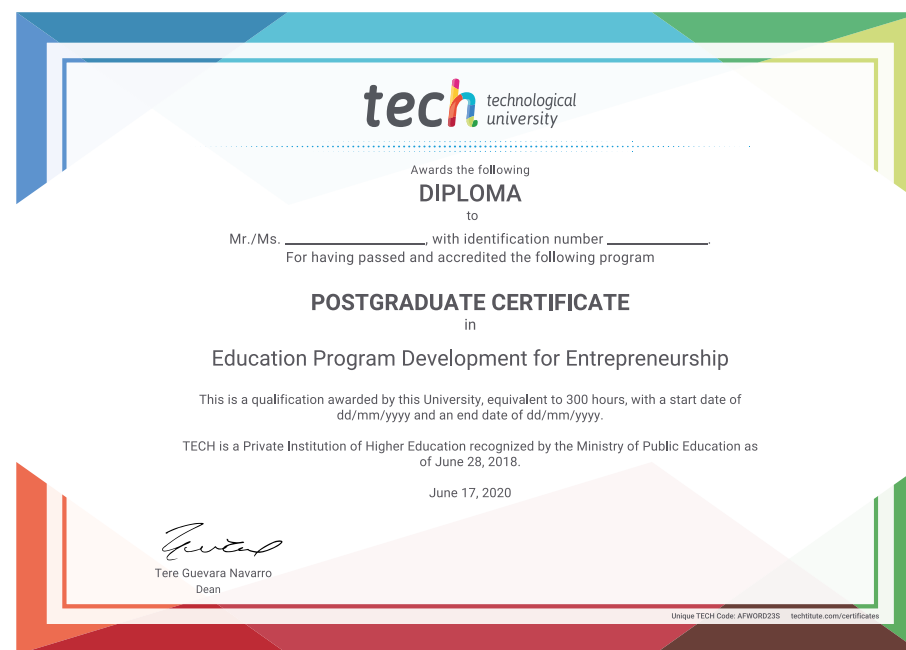 tech technological
university
Awards the following
DIPLOMA
to
Mr./Ms. ____________________, with identification number ______________.
For having passed and accredited the following program
POSTGRADUATE CERTIFICATE
in
Education Program Development for Entrepreneurship
This is a qualification awarded by this University, equivalent to 300 hours, with a start date of
dd/mm/yyyy and an end date of dd/mm/yyyy.
TECH is a Private Institution of Higher Education recognized by the Ministry of Public Education as
of June 28, 2018.
June 17, 2020
Tere Guevara Navarro
Dean
Unique TECH Code: AFWORD23S techtitute.com/certificates